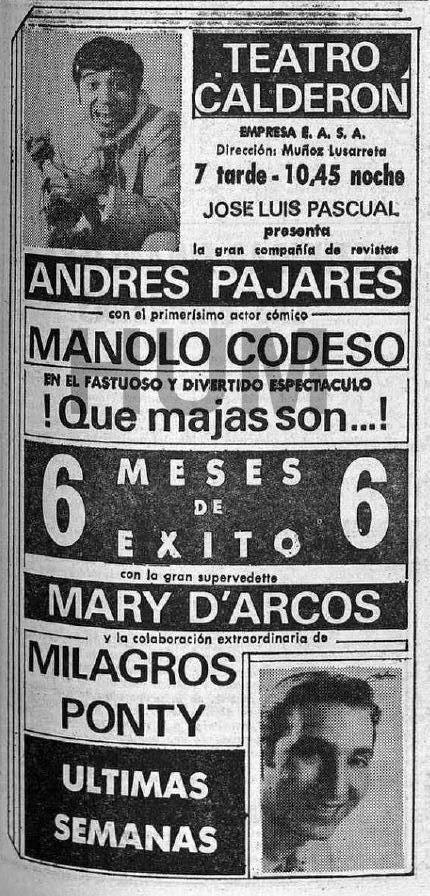 TEATRO
CALDERON
EMPRESA E. A. S. A.
Dirección: Muñoz Lusarreta
7 tarde - 10,45 noche
JOSE LUIS PASCUAL
presenta
la gran compañía de revistas
ANDRES PAJARES
con el primerísimo actor cómico
MANOLO CODESO
EN EL FASTUOSO Y DIVERTIDO ESPECTACULO
!Que majas son...!
6 MESES 6
DE
EXITO
con la gran supervedette
MARY D'ARCOS
y la colaboración extraordinaria de
MILAGROS
PONTY
ULTIMAS
SEMANAS
HUM